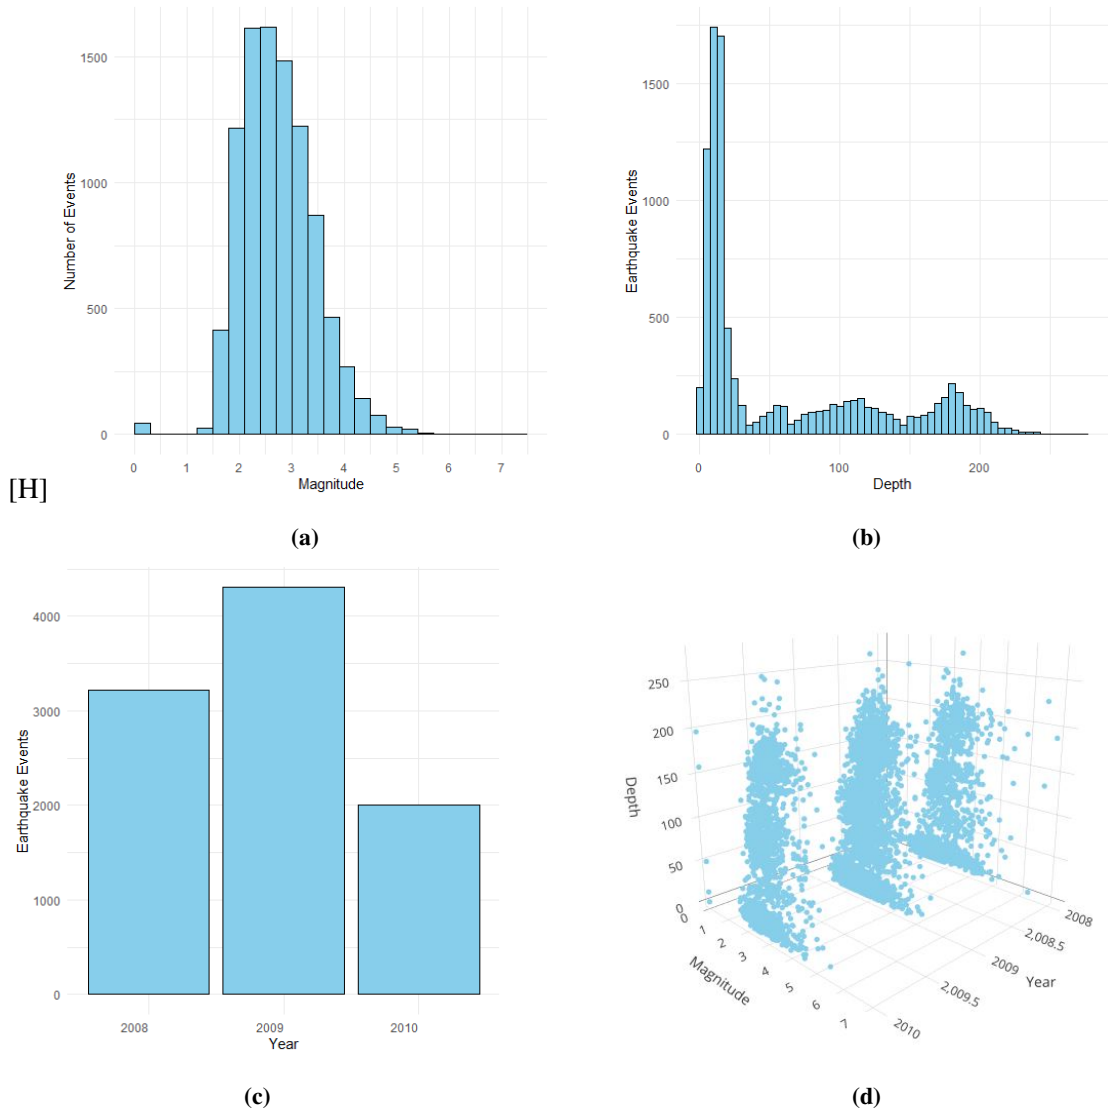 1500
1000
500
0
Number of Events
0 1 2 3 4 5 6 7
Magnitude
[H]
(a)
1500
1000
500
0
Earthquake Events
0 100 200
Depth
(b)
4000
3000
2000
1000
0
Earthquake Events
2008 2009 2010
Year
(c)
250
200
150
100
50
0
Depth
0
1
2
3
4
5
6
7
Magnitude
2008
2,008.5
2009
2,009.5
2010
Year
(d)